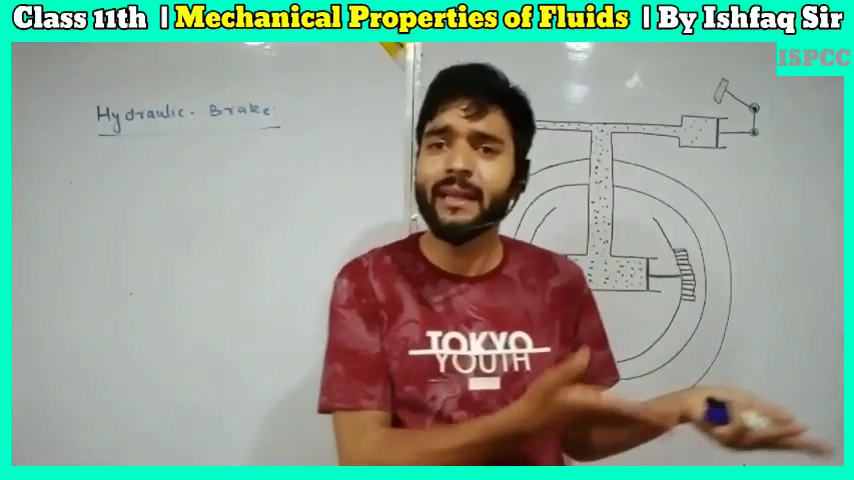 Class 11th | Mechanical Properties of Fluids | By Ishfaq Sir
ISPCC
Hydraulic - Brake
TOKYO
YOUTH